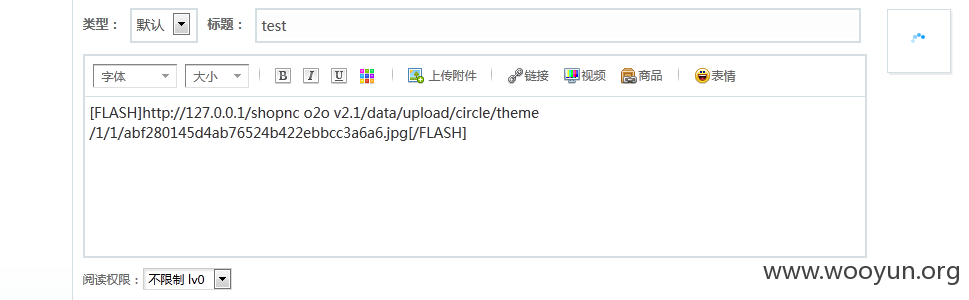 类型： 默认 标题： test
字体 大小 B I U 上传附件 链接 视频 商品 表情
[FLASH]http://127.0.0.1/shopnc o2o v2.1/data/upload/circle/theme
/1/1/abf280145d4ab76524b422ebbcc3a6a6.jpg[/FLASH]
阅读权限： 不限制 lv0
www.wooyun.org